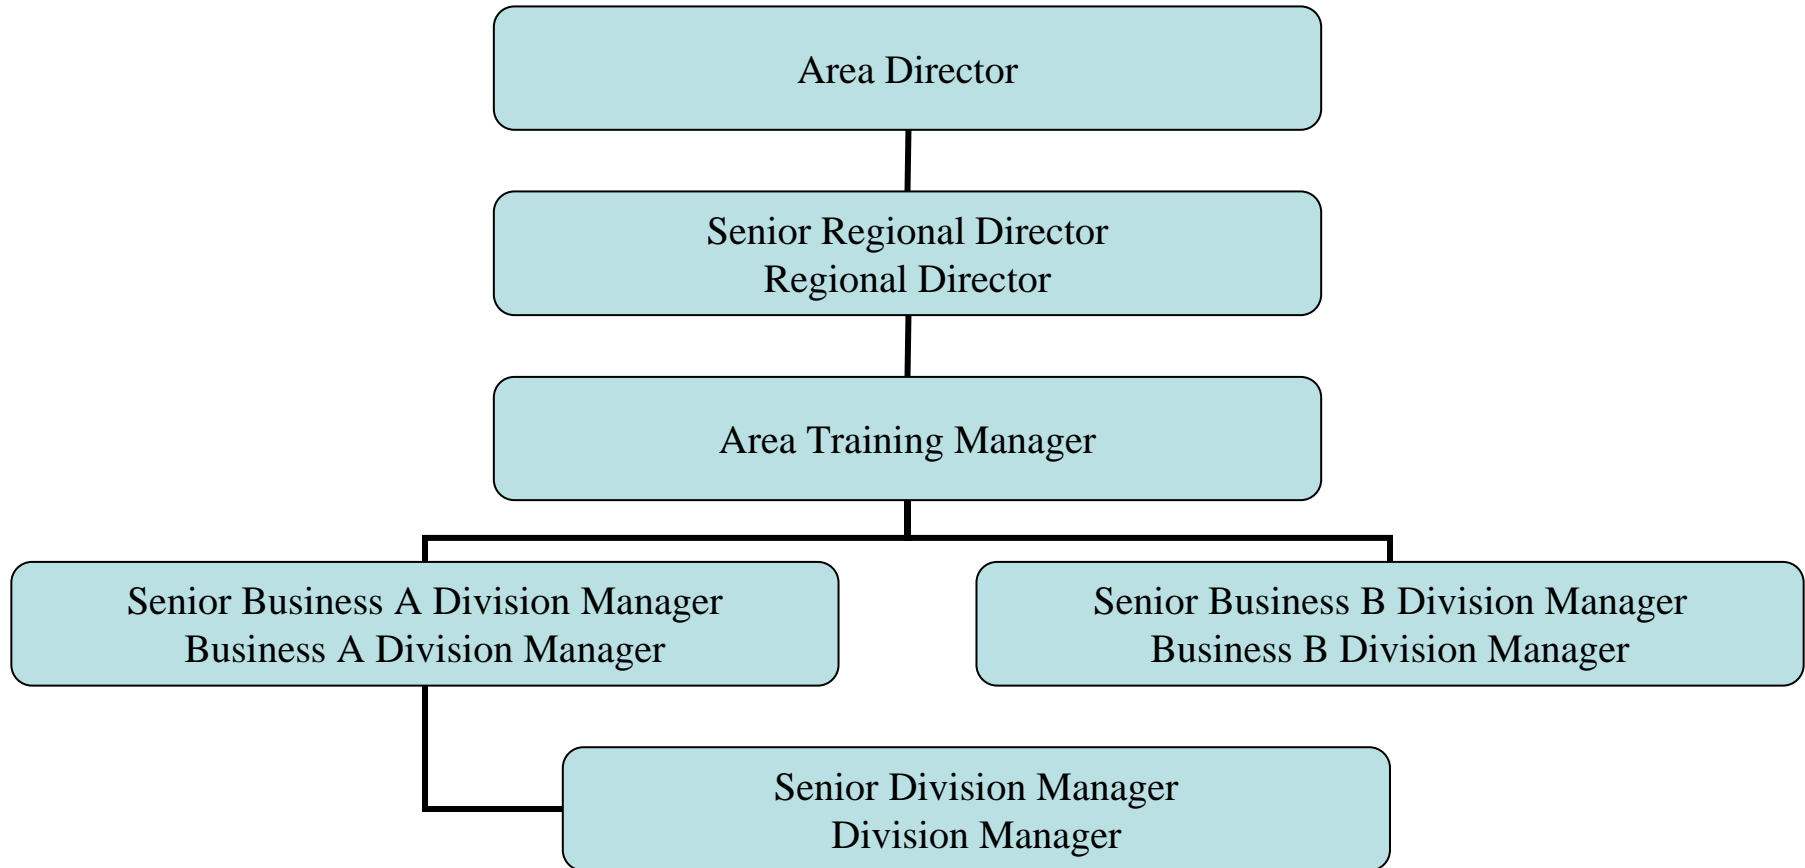 Area Director
Senior Regional Director
Regional Director
Area Training Manager
Senior Business A Division Manager
Business A Division Manager
Senior Business B Division Manager
Business B Division Manager
Senior Division Manager
Division Manager